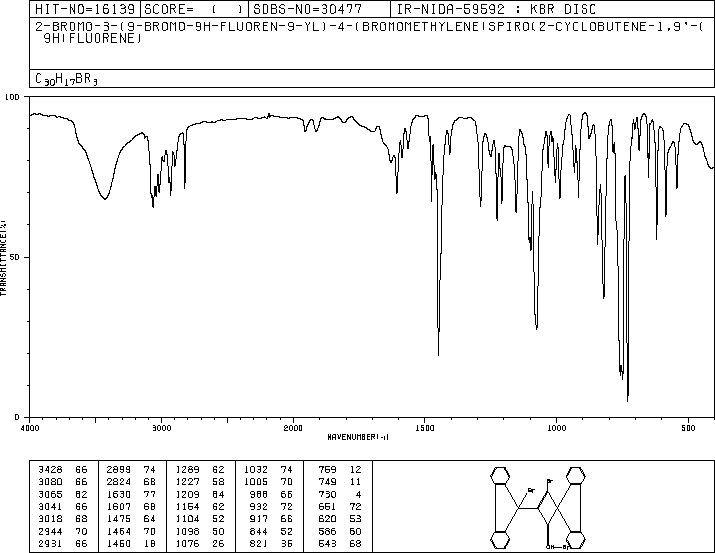 HIT-NO=16139 SCORE= ( ) SDBS-NO=30477 IR-NIDA-59592 : KBR DISC
2-BROMO-3-(9-BROMO-9H-FLUOREN-9-YL)-4-(BROMOMETHYLENE)SPIRO(2-CYCLOBUTENE-1,9'-(
9H)FLUORENE)
C30H17BR3
100
50
0
TRANSMITTANCE(%)
4000 3000 2000 1500 1000 500
WAVENUMBER(-1)
3428 66 2899 74 1289 62 1032 74 759 12
3080 66 2824 68 1227 58 1005 70 749 11
3065 62 1630 77 1209 64 988 66 730 4
3041 66 1607 68 1154 62 932 72 651 72
3018 68 1475 64 1104 52 917 66 620 53
2944 70 1464 70 1098 50 844 52 586 60
2931 66 1450 18 1076 26 821 36 543 68
Br
Br
CH-Br